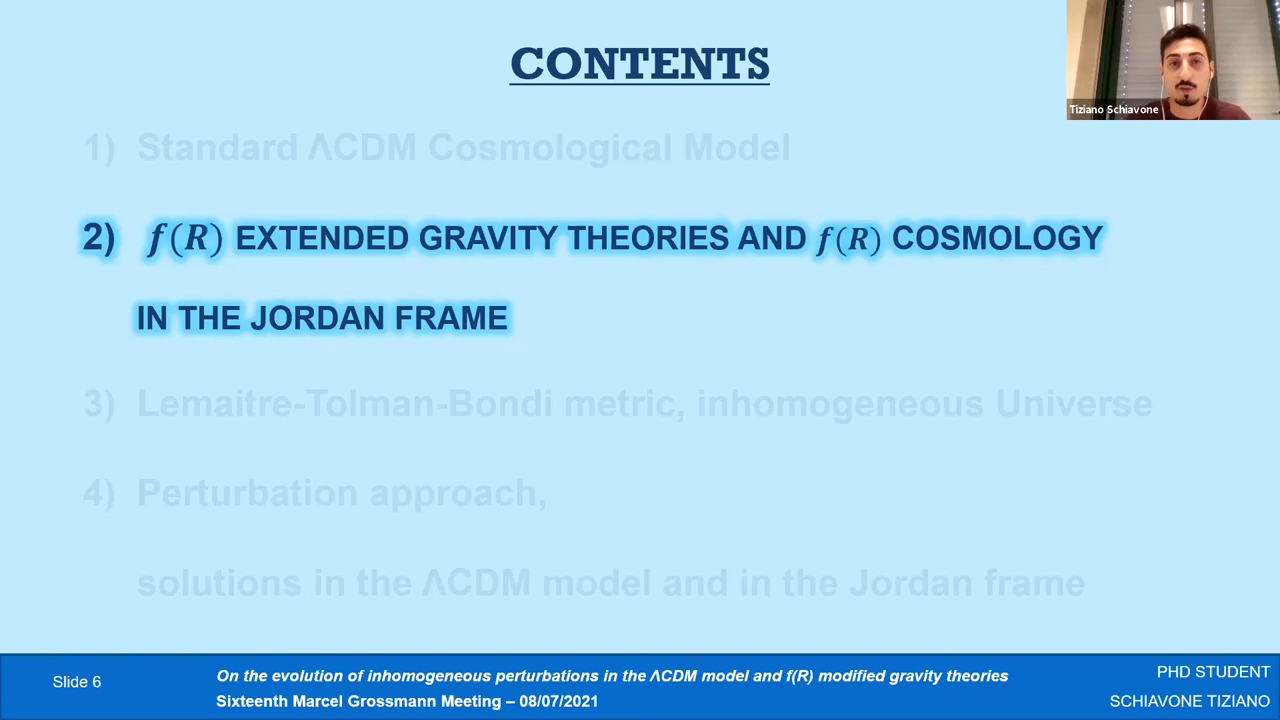 CONTENTS
Tiziano Schiavone
1) Standard ΛCDM Cosmological Model
2) f(R) EXTENDED GRAVITY THEORIES AND f(R) COSMOLOGY
IN THE JORDAN FRAME
3) Lemaitre-Tolman-Bondi metric, inhomogeneous Universe
4) Perturbation approach,
solutions in the ΛCDM model and in the Jordan frame
Slide 6
On the evolution of inhomogeneous perturbations in the ΛCDM model and f(R) modified gravity theories
Sixteenth Marcel Grossmann Meeting – 08/07/2021
PHD STUDENT
SCHIAVONE TIZIANO